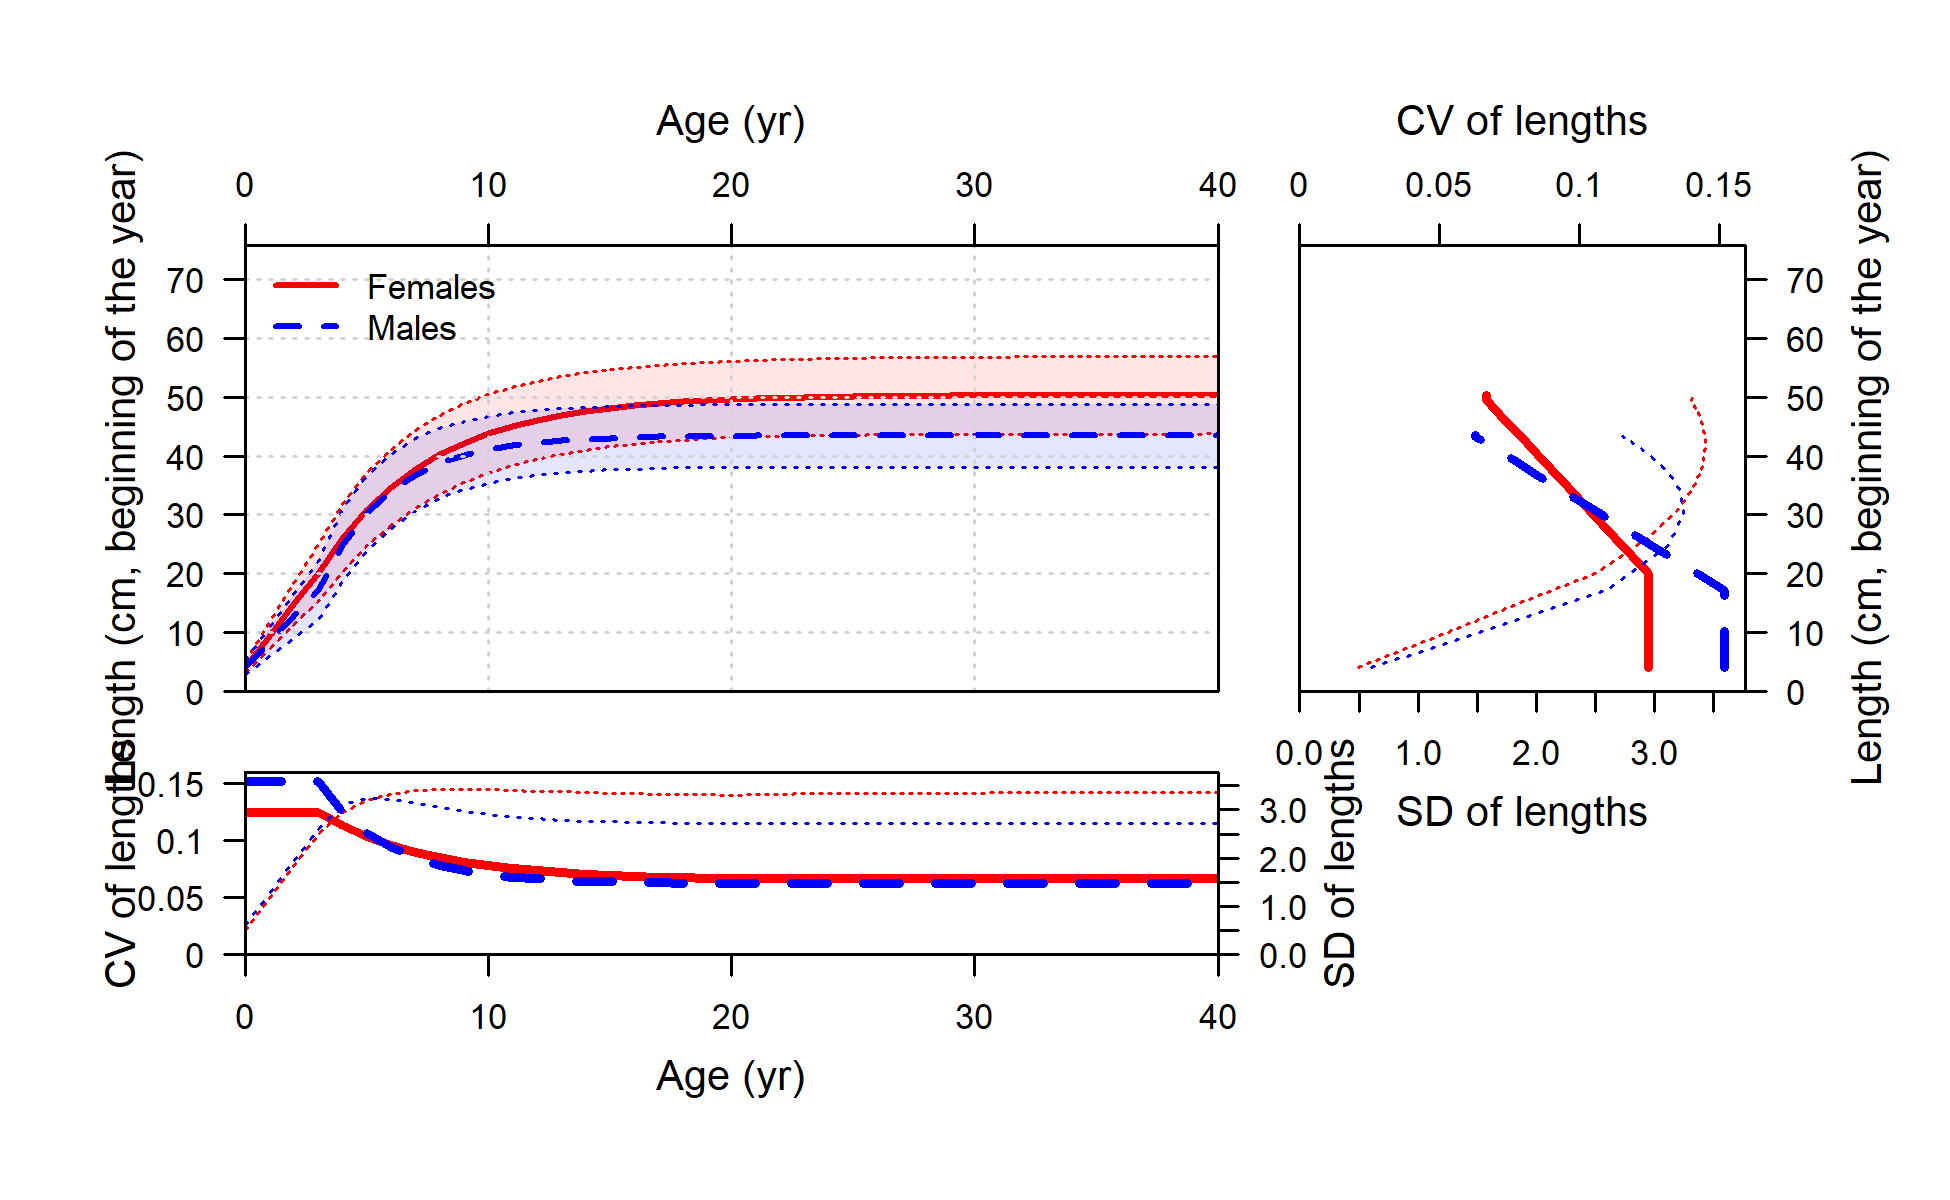 Age (yr)
CV of lengths
0 10 20 30 40
0 0.05 0.1 0.15
Length (cm, beginning of the year)
70
60
50
40
30
20
10
0
Females
Males
70
60
50
40
30
20
10
0
Length (cm, beginning of the year)
0.0 1.0 2.0 3.0
SD of lengths
CV of lengths
0.15
0.1
0.05
0
3.0
2.0
1.0
0.0
SD of lengths
0 10 20 30 40
Age (yr)